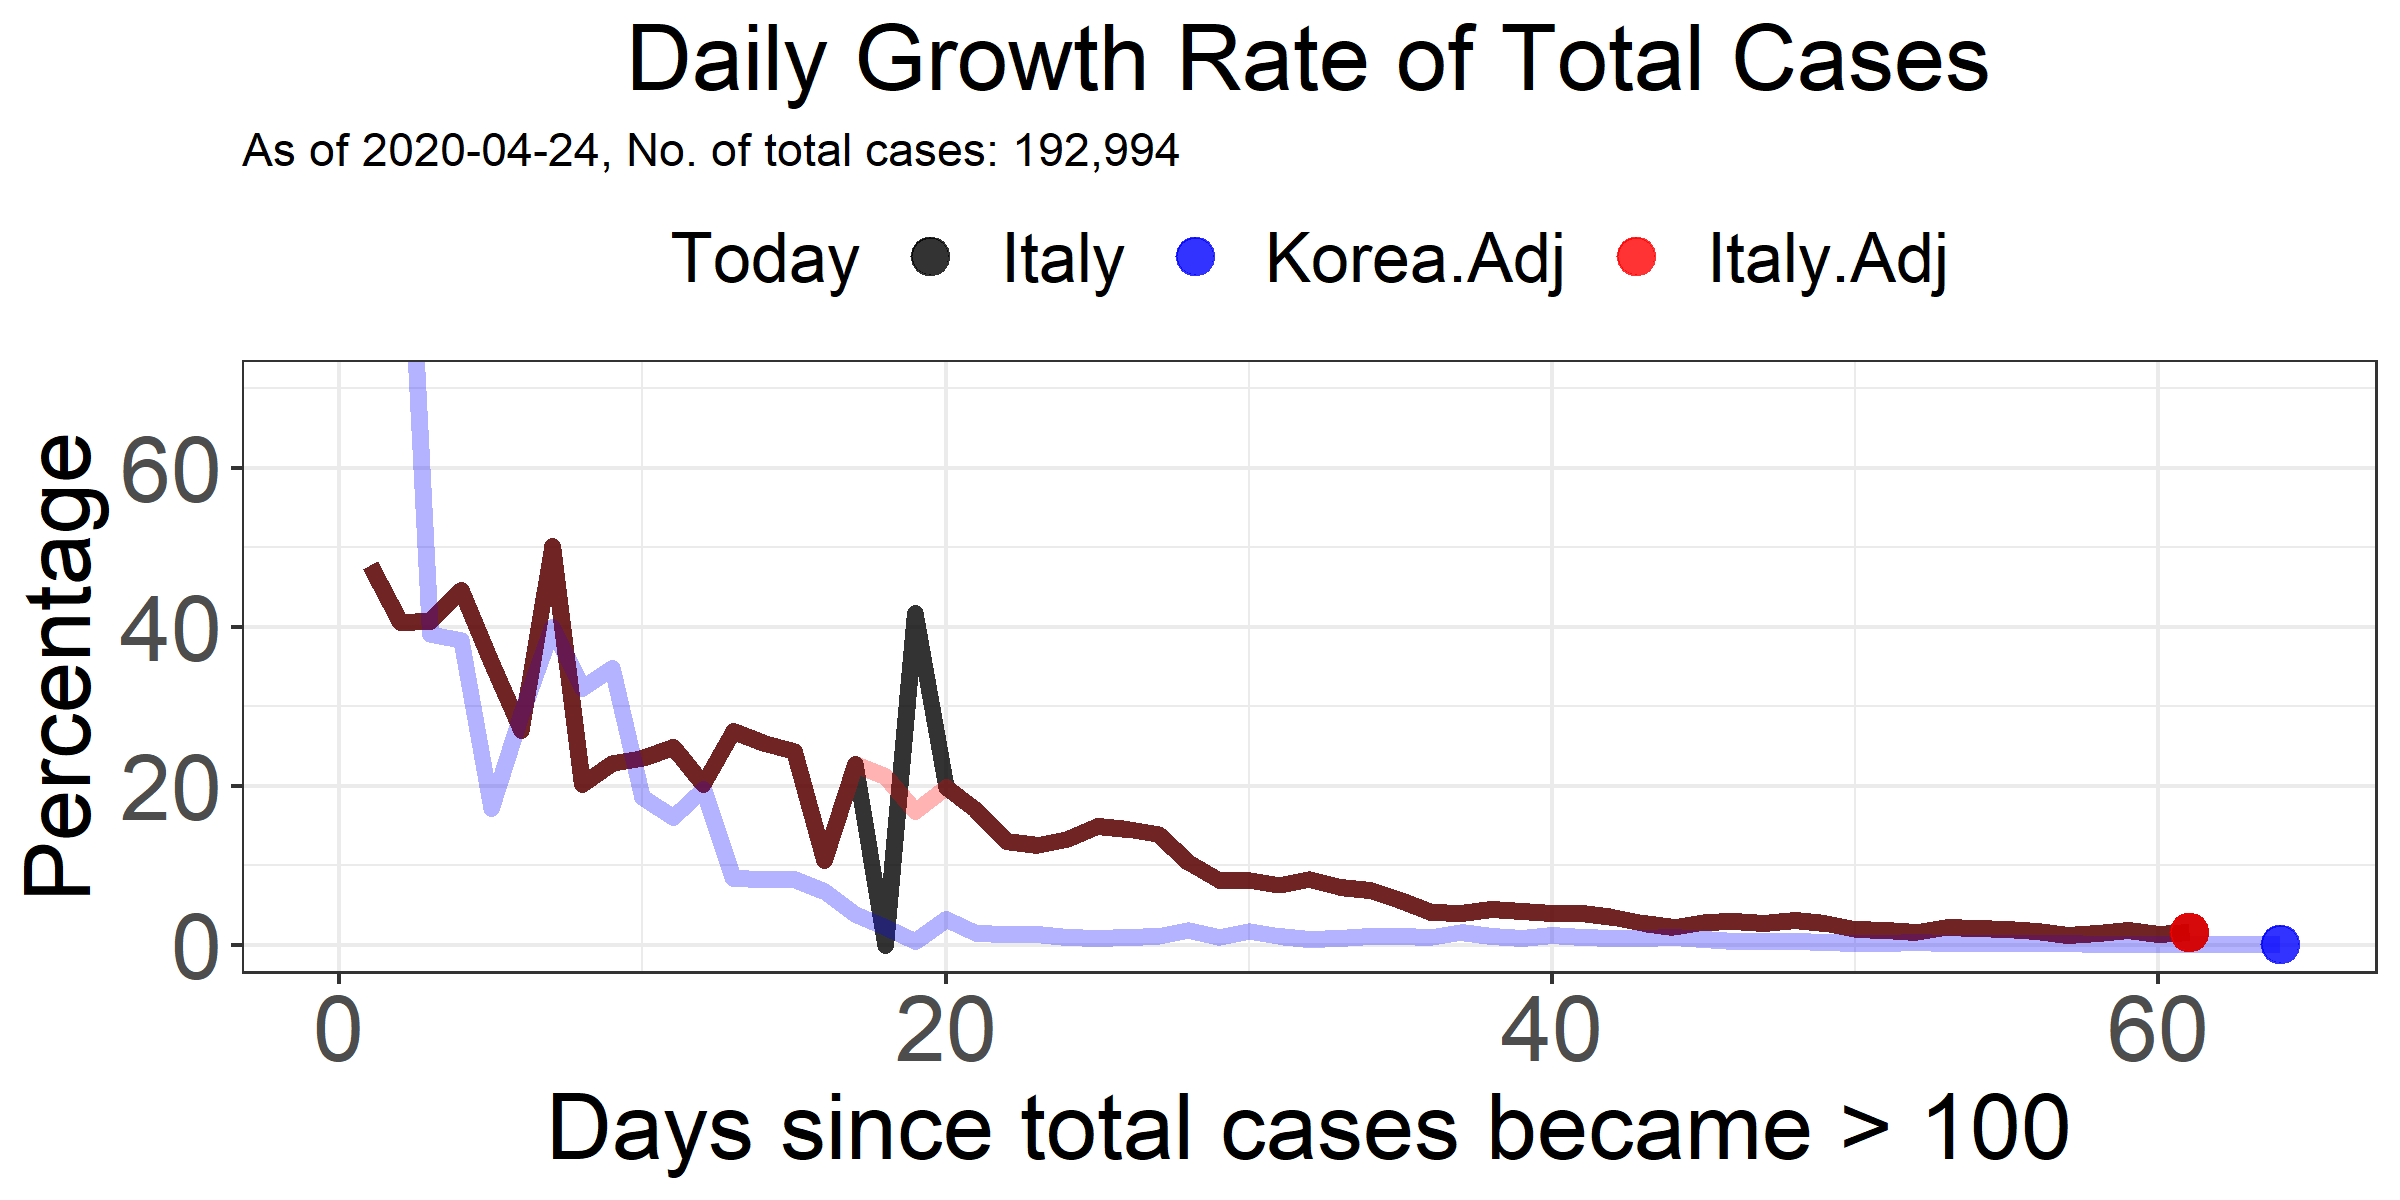 Daily Growth Rate of Total Cases
As of 2020-04-24, No. of total cases: 192,994
Today Italy Korea.Adj Italy.Adj
Percentage
60
40
20
0
0 20 40 60
Days since total cases became > 100